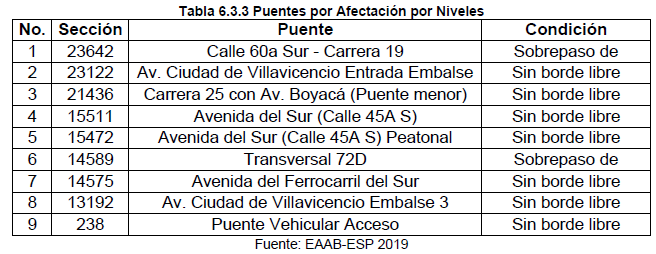 Tabla 6.3.3 Puentes por Afectación por Niveles
No. Sección Puente Condición
1 23642 Calle 60a Sur - Carrera 19 Sobrepaso de
2 23122 Av. Ciudad de Villavicencio Entrada Embalse Sin borde libre
3 21436 Carrera 25 con Av. Boyacá (Puente menor) Sin borde libre
4 15511 Avenida del Sur (Calle 45A S) Sin borde libre
5 15472 Avenida del Sur (Calle 45A S) Peatonal Sin borde libre
6 14589 Transversal 72D Sobrepaso de
7 14575 Avenida del Ferrocarril del Sur Sin borde libre
8 13192 Av. Ciudad de Villavicencio Embalse 3 Sin borde libre
9 238 Puente Vehicular Acceso Sin borde libre
Fuente: EAAB-ESP 2019